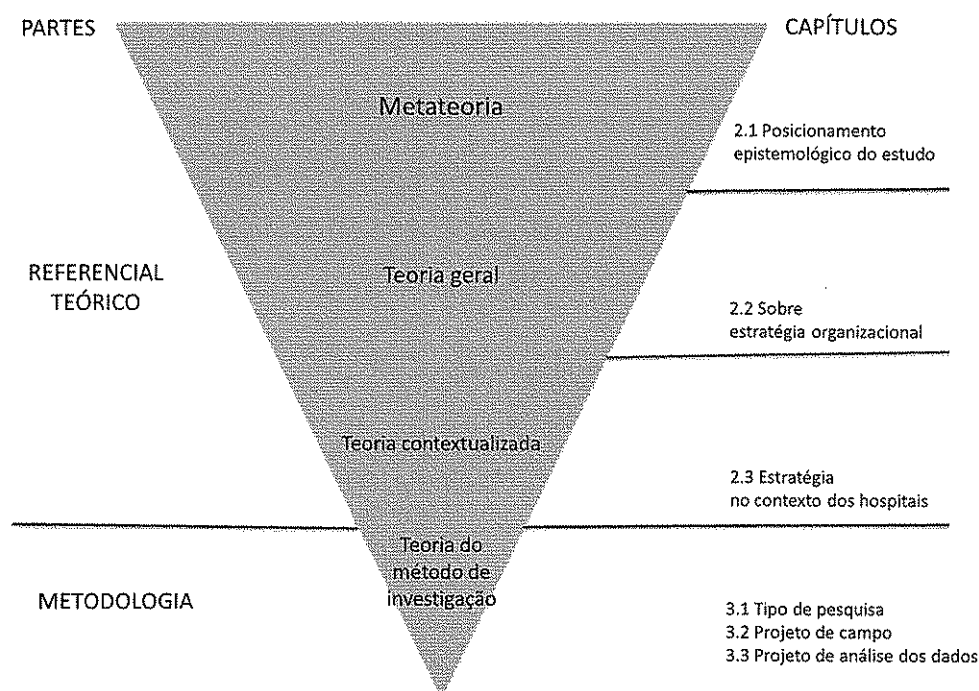 PARTES
CAPÍTULOS
Metateoria
2.1 Posicionamento
epistemológico do estudo
REFERENCIAL
TEÓRICO
Teoria geral
2.2 Sobre
estratégia organizacional
Teoria contextualizada
2.3 Estratégia
no contexto dos hospitais
Teoria do
método de
investigação
METODOLOGIA
3.1 Tipo de pesquisa
3.2 Projeto de campo
3.3 Projeto de análise dos dados